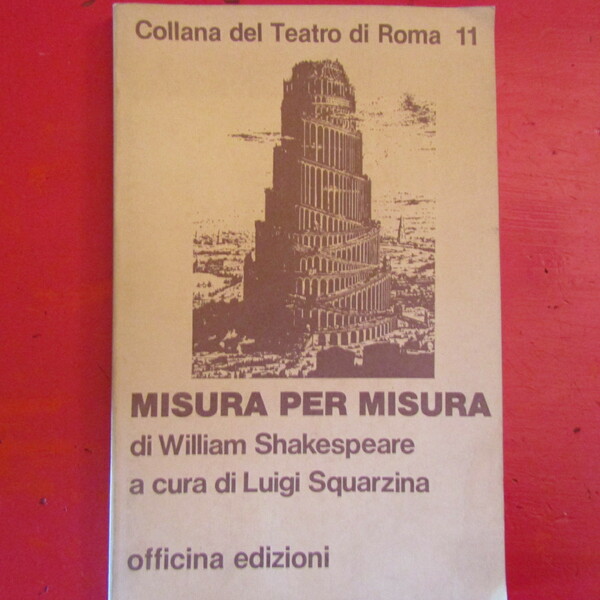 Collana del Teatro di Roma 11
MISURA PER MISURA
di William Shakespeare
a cura di Luigi Squarzina
officina edizioni